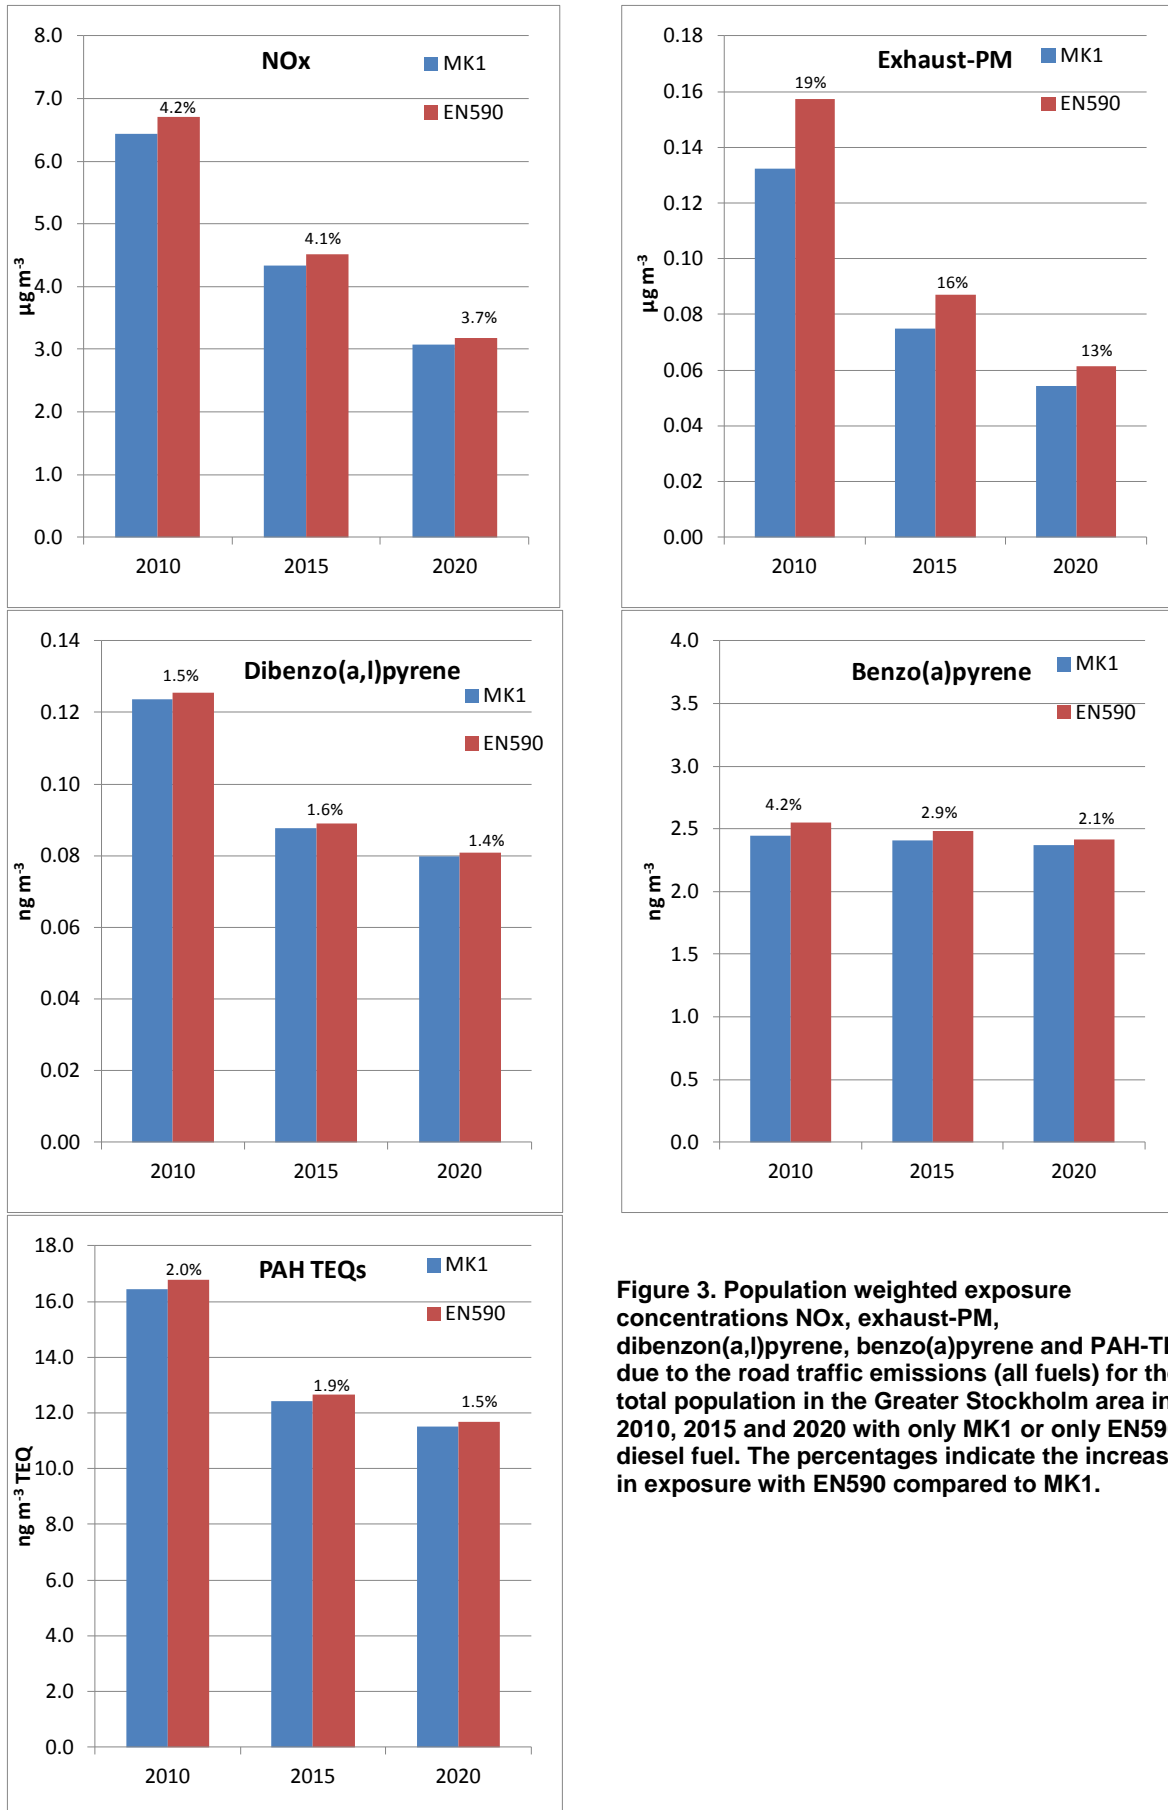 NOx
MK1
EN590
8.0
7.0
6.0
5.0
4.0
3.0
2.0
1.0
0.0
µg m-3
4.2%
4.1%
3.7%
2010 2015 2020
Exhaust-PM
MK1
EN590
0.18
0.16
0.14
0.12
0.10
0.08
0.06
0.04
0.02
0.00
µg m-3
19%
16%
13%
2010 2015 2020
Dibenzo(a,l)pyrene
MK1
EN590
0.14
0.12
0.10
0.08
0.06
0.04
0.02
0.00
ng m-3
1.5%
1.6%
1.4%
2010 2015 2020
Benzo(a)pyrene
MK1
EN590
4.0
3.5
3.0
2.5
2.0
1.5
1.0
0.5
0.0
ng m-3
4.2%
2.9%
2.1%
2010 2015 2020
PAH TEQs
MK1
EN590
18.0
16.0
14.0
12.0
10.0
8.0
6.0
4.0
2.0
0.0
ng m-3 TEQ
2.0%
1.9%
1.5%
2010 2015 2020
Figure 3. Population weighted exposure
concentrations NOx, exhaust-PM,
dibenzon(a,l)pyrene, benzo(a)pyrene and PAH-T
due to the road traffic emissions (all fuels) for the
total population in the Greater Stockholm area in
2010, 2015 and 2020 with only MK1 or only EN59
diesel fuel. The percentages indicate the increas
in exposure with EN590 compared to MK1.